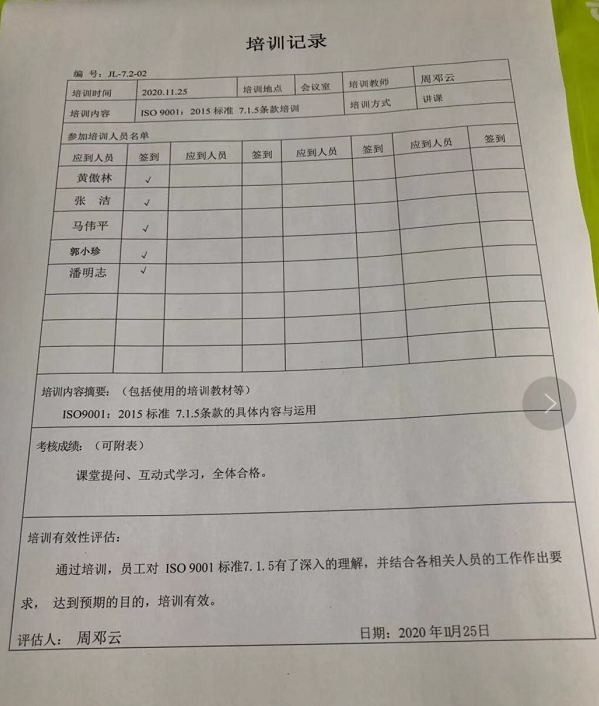 培训记录
编 号：JL-7.2-02
培训时间 2020.11.25 培训地点 会议室 培训教师 周邓云
培训内容 ISO 9001：2015 标准 7.1.5条款培训 培训方式 讲课
参加培训人员名单
应到人员 签到 应到人员 签到 应到人员 签到 应到人员 签到
黄傲林 ✓
张 洁 ✓
马伟平 ✓
郭小珍 ✓
潘明志 ✓
培训内容摘要：（包括使用的培训教材等）
ISO9001：2015 标准 7.1.5条款的具体内容与运用
考核成绩：（可附表）
课堂提问、互动式学习，全体合格。
培训有效性评估：
通过培训，员工对 ISO 9001 标准7.1.5有了深入的理解，并结合各相关人员的工作作出要
求， 达到预期的目的，培训有效。
评估人： 周邓云 日期：2020 年11月25日